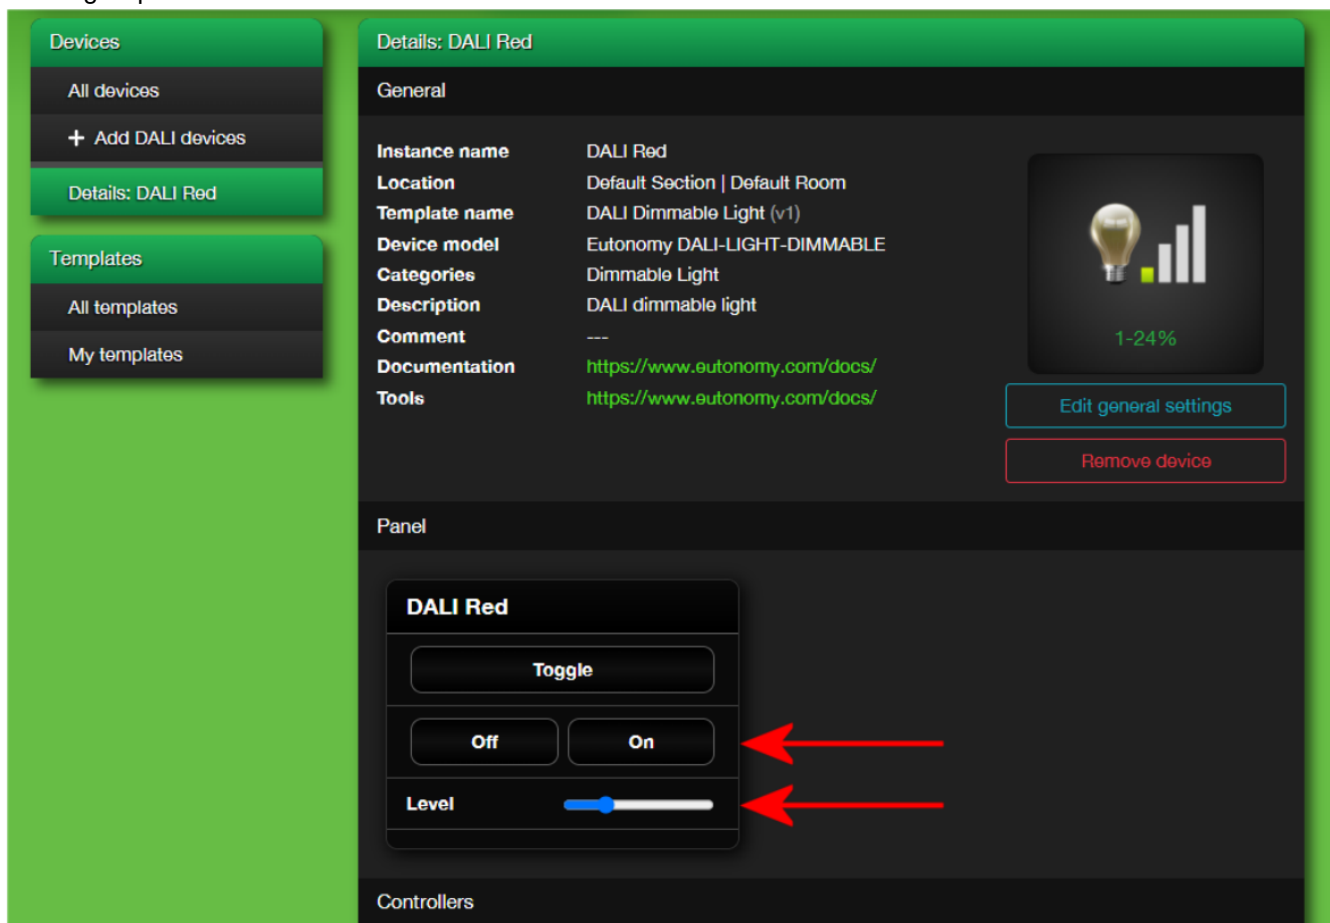 Devices
All devices
+ Add DALI devices
Details: DALI Red
Templates
All templates
My templates
Details: DALI Red
General
Instance name DALI Red
Location Default Section | Default Room
Template name DALI Dimmable Light (v1)
Device model Eutonomy DALI-LIGHT-DIMMABLE
Categories Dimmable Light
Description DALI dimmable light
Comment ---
Documentation https://www.eutonomy.com/docs/
Tools https://www.eutonomy.com/docs/
1-24%
Edit general settings
Remove device
Panel
DALI Red
Toggle
Off On
Level
Controllers